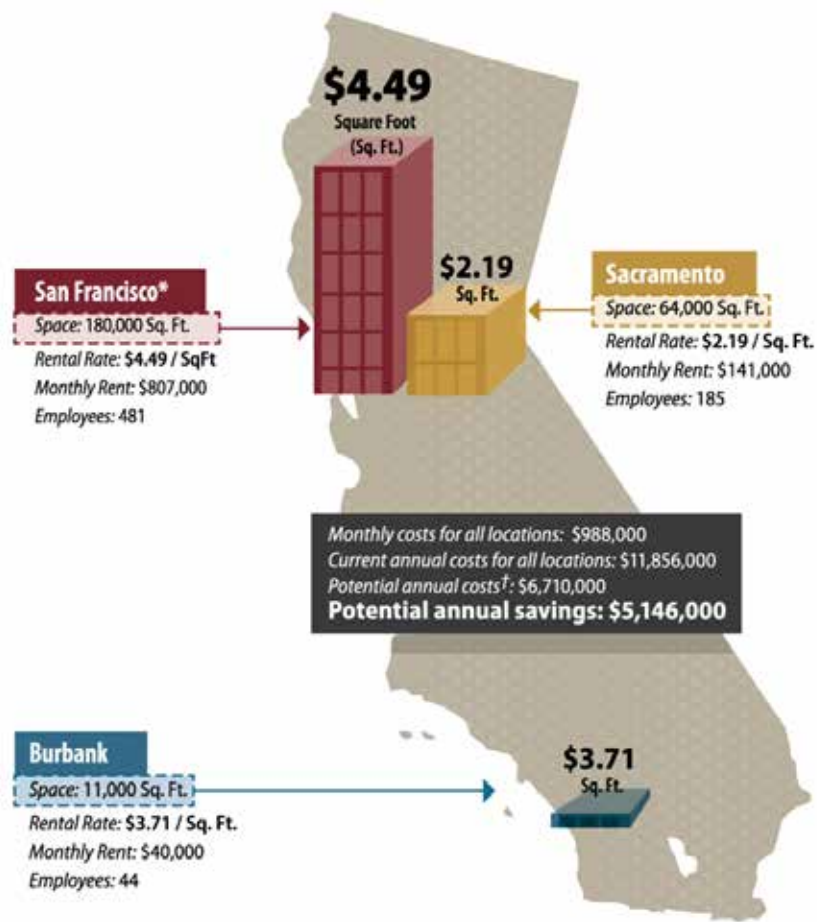 $4.49
Square Foot
(Sq. Ft.)
$2.19
Sq. Ft.
San Francisco*
Space: 180,000 Sq. Ft.
Rental Rate: $4.49 / SqFt
Monthly Rent: $807,000
Employees: 481
Sacramento
Space: 64,000 Sq. Ft.
Rental Rate: $2.19 / Sq. Ft.
Monthly Rent: $141,000
Employees: 185
Monthly costs for all locations: $988,000
Current annual costs for all locations: $11,856,000
Potential annual costs†: $6,710,000
Potential annual savings: $5,146,000
Burbank
Space: 11,000 Sq. Ft.
Rental Rate: $3.71 / Sq. Ft.
Monthly Rent: $40,000
Employees: 44
$3.71
Sq. Ft.